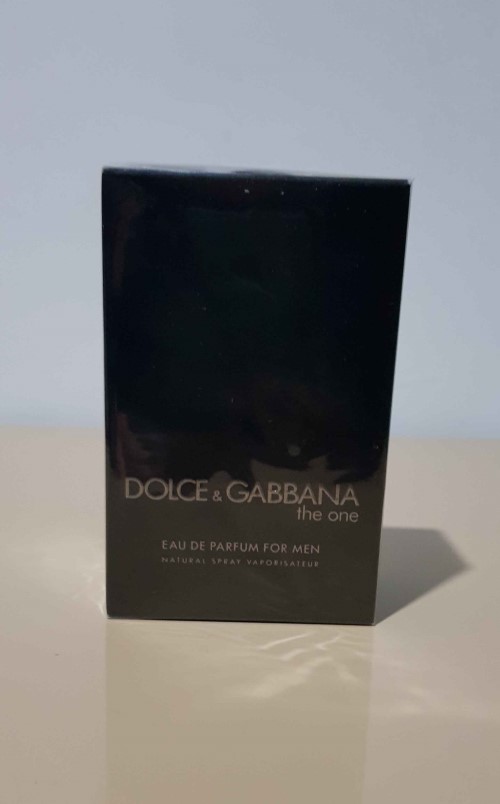 DOLCE & GABBANA
the one
EAU DE PARFUM FOR MEN
NATURAL SPRAY VAPORISATEUR